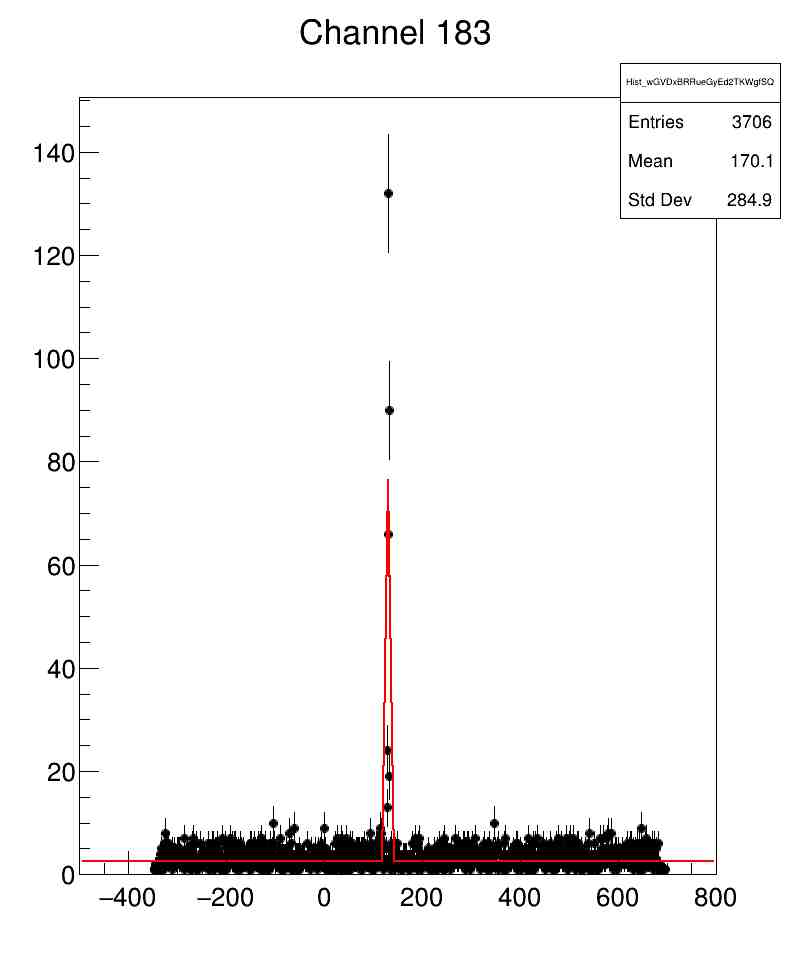 Channel 183
Hist_wGVDxBRRueGyEd2TKWgfSQ
Entries 3706
Mean 170.1
Std Dev 284.9
140
120
100
80
60
40
20
0
−400 −200 0 200 400 600 800